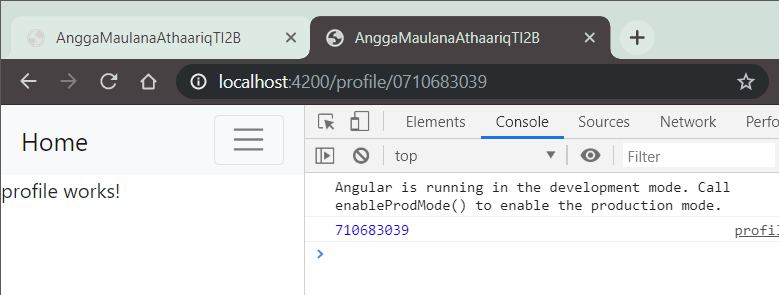 AnggaMaulanaAthaariqTI2B
AnggaMaulanaAthaariqTI2B
localhost:4200/profile/0710683039
Home
profile works!
Elements Console Sources Network Perfo
top Filter
Angular is running in the development mode. Call
enableProdMode() to enable the production mode.
710683039 profil